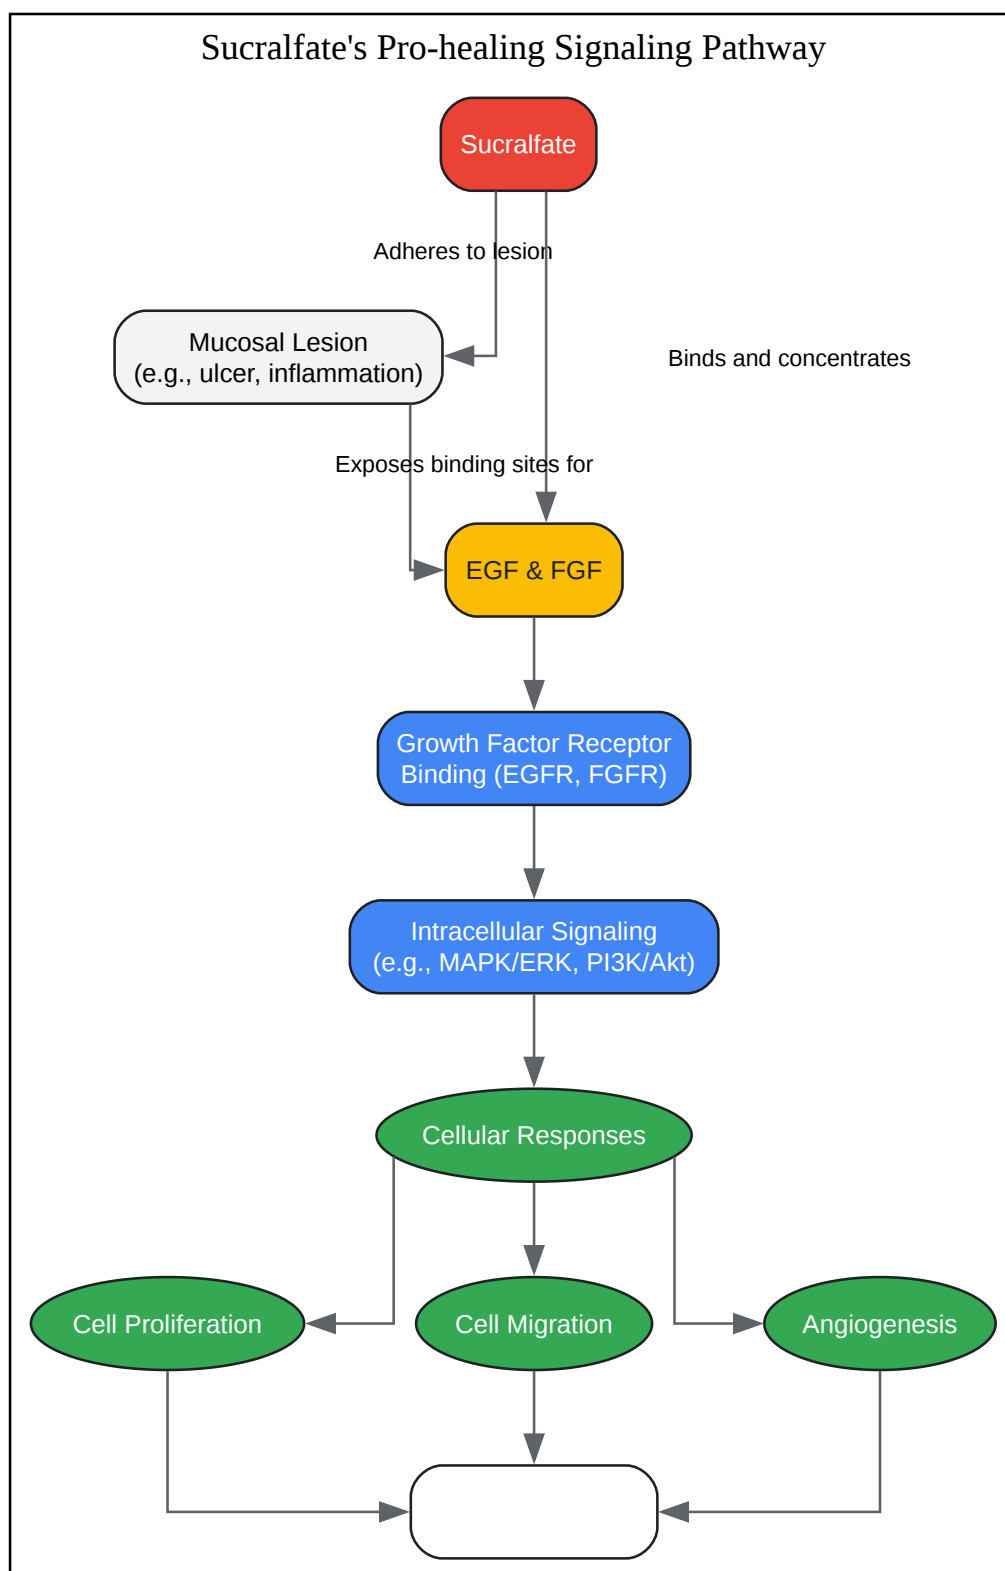 Sucralfate's Pro-healing Signaling Pathway
Sucralfate
Adheres to lesion
Mucosal Lesion
(e.g., ulcer, inflammation)
Binds and concentrates
Exposes binding sites for
EGF & FGF
Growth Factor Receptor
Binding (EGFR, FGFR)
Intracellular Signaling
(e.g., MAPK/ERK, PI3K/Akt)
Cellular Responses
Cell Proliferation
Cell Migration
Angiogenesis